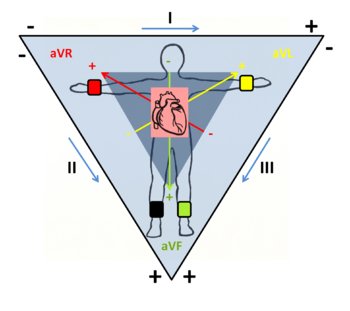 I
- +
- aVR aVL -
+ - +
- -
II III
+
aVF
+ +